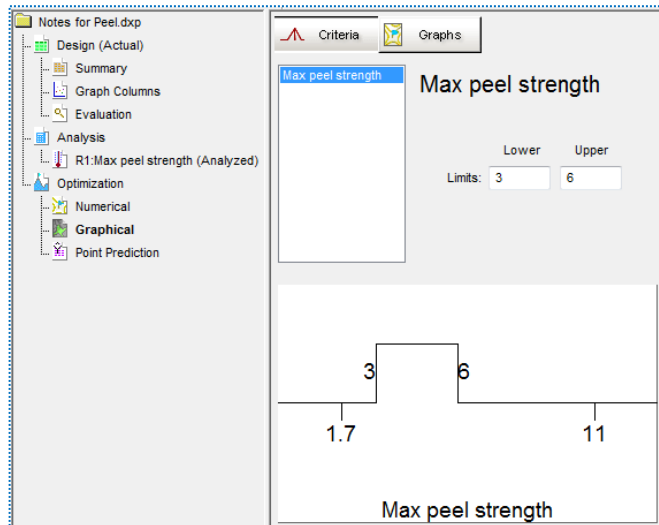 Notes for Peel.dxp
Design (Actual)
Summary
Graph Columns
Evaluation
Analysis
R1:Max peel strength (Analyzed)
Optimization
Numerical
Graphical
Point Prediction
Criteria Graphs
Max peel strength
Max peel strength
Lower Upper
Limits: 3 6
3 6
1.7 11
Max peel strength